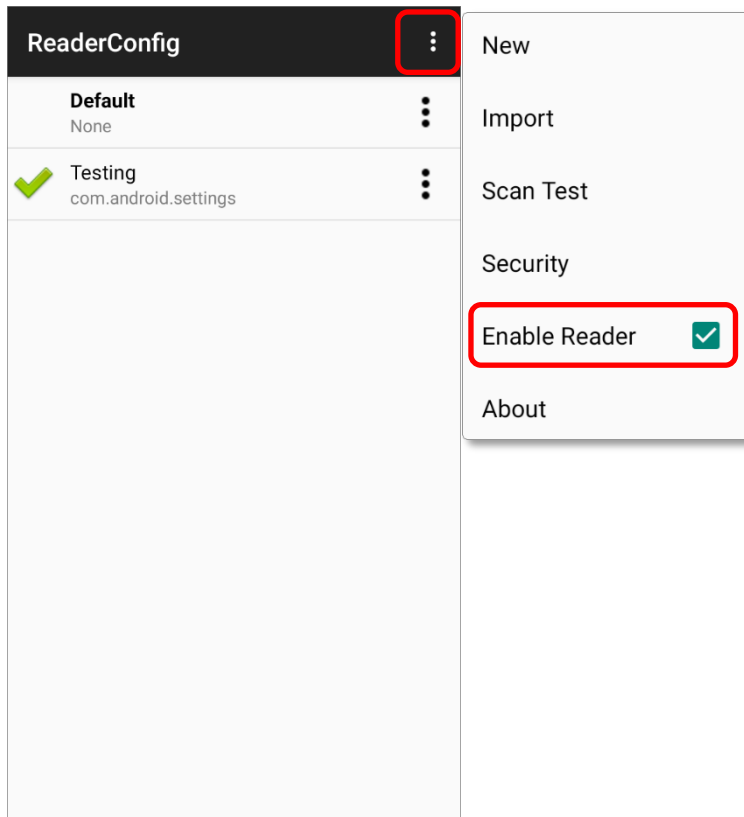 ReaderConfig
Default
None
Testing
com.android.settings
New
Import
Scan Test
Security
Enable Reader
About